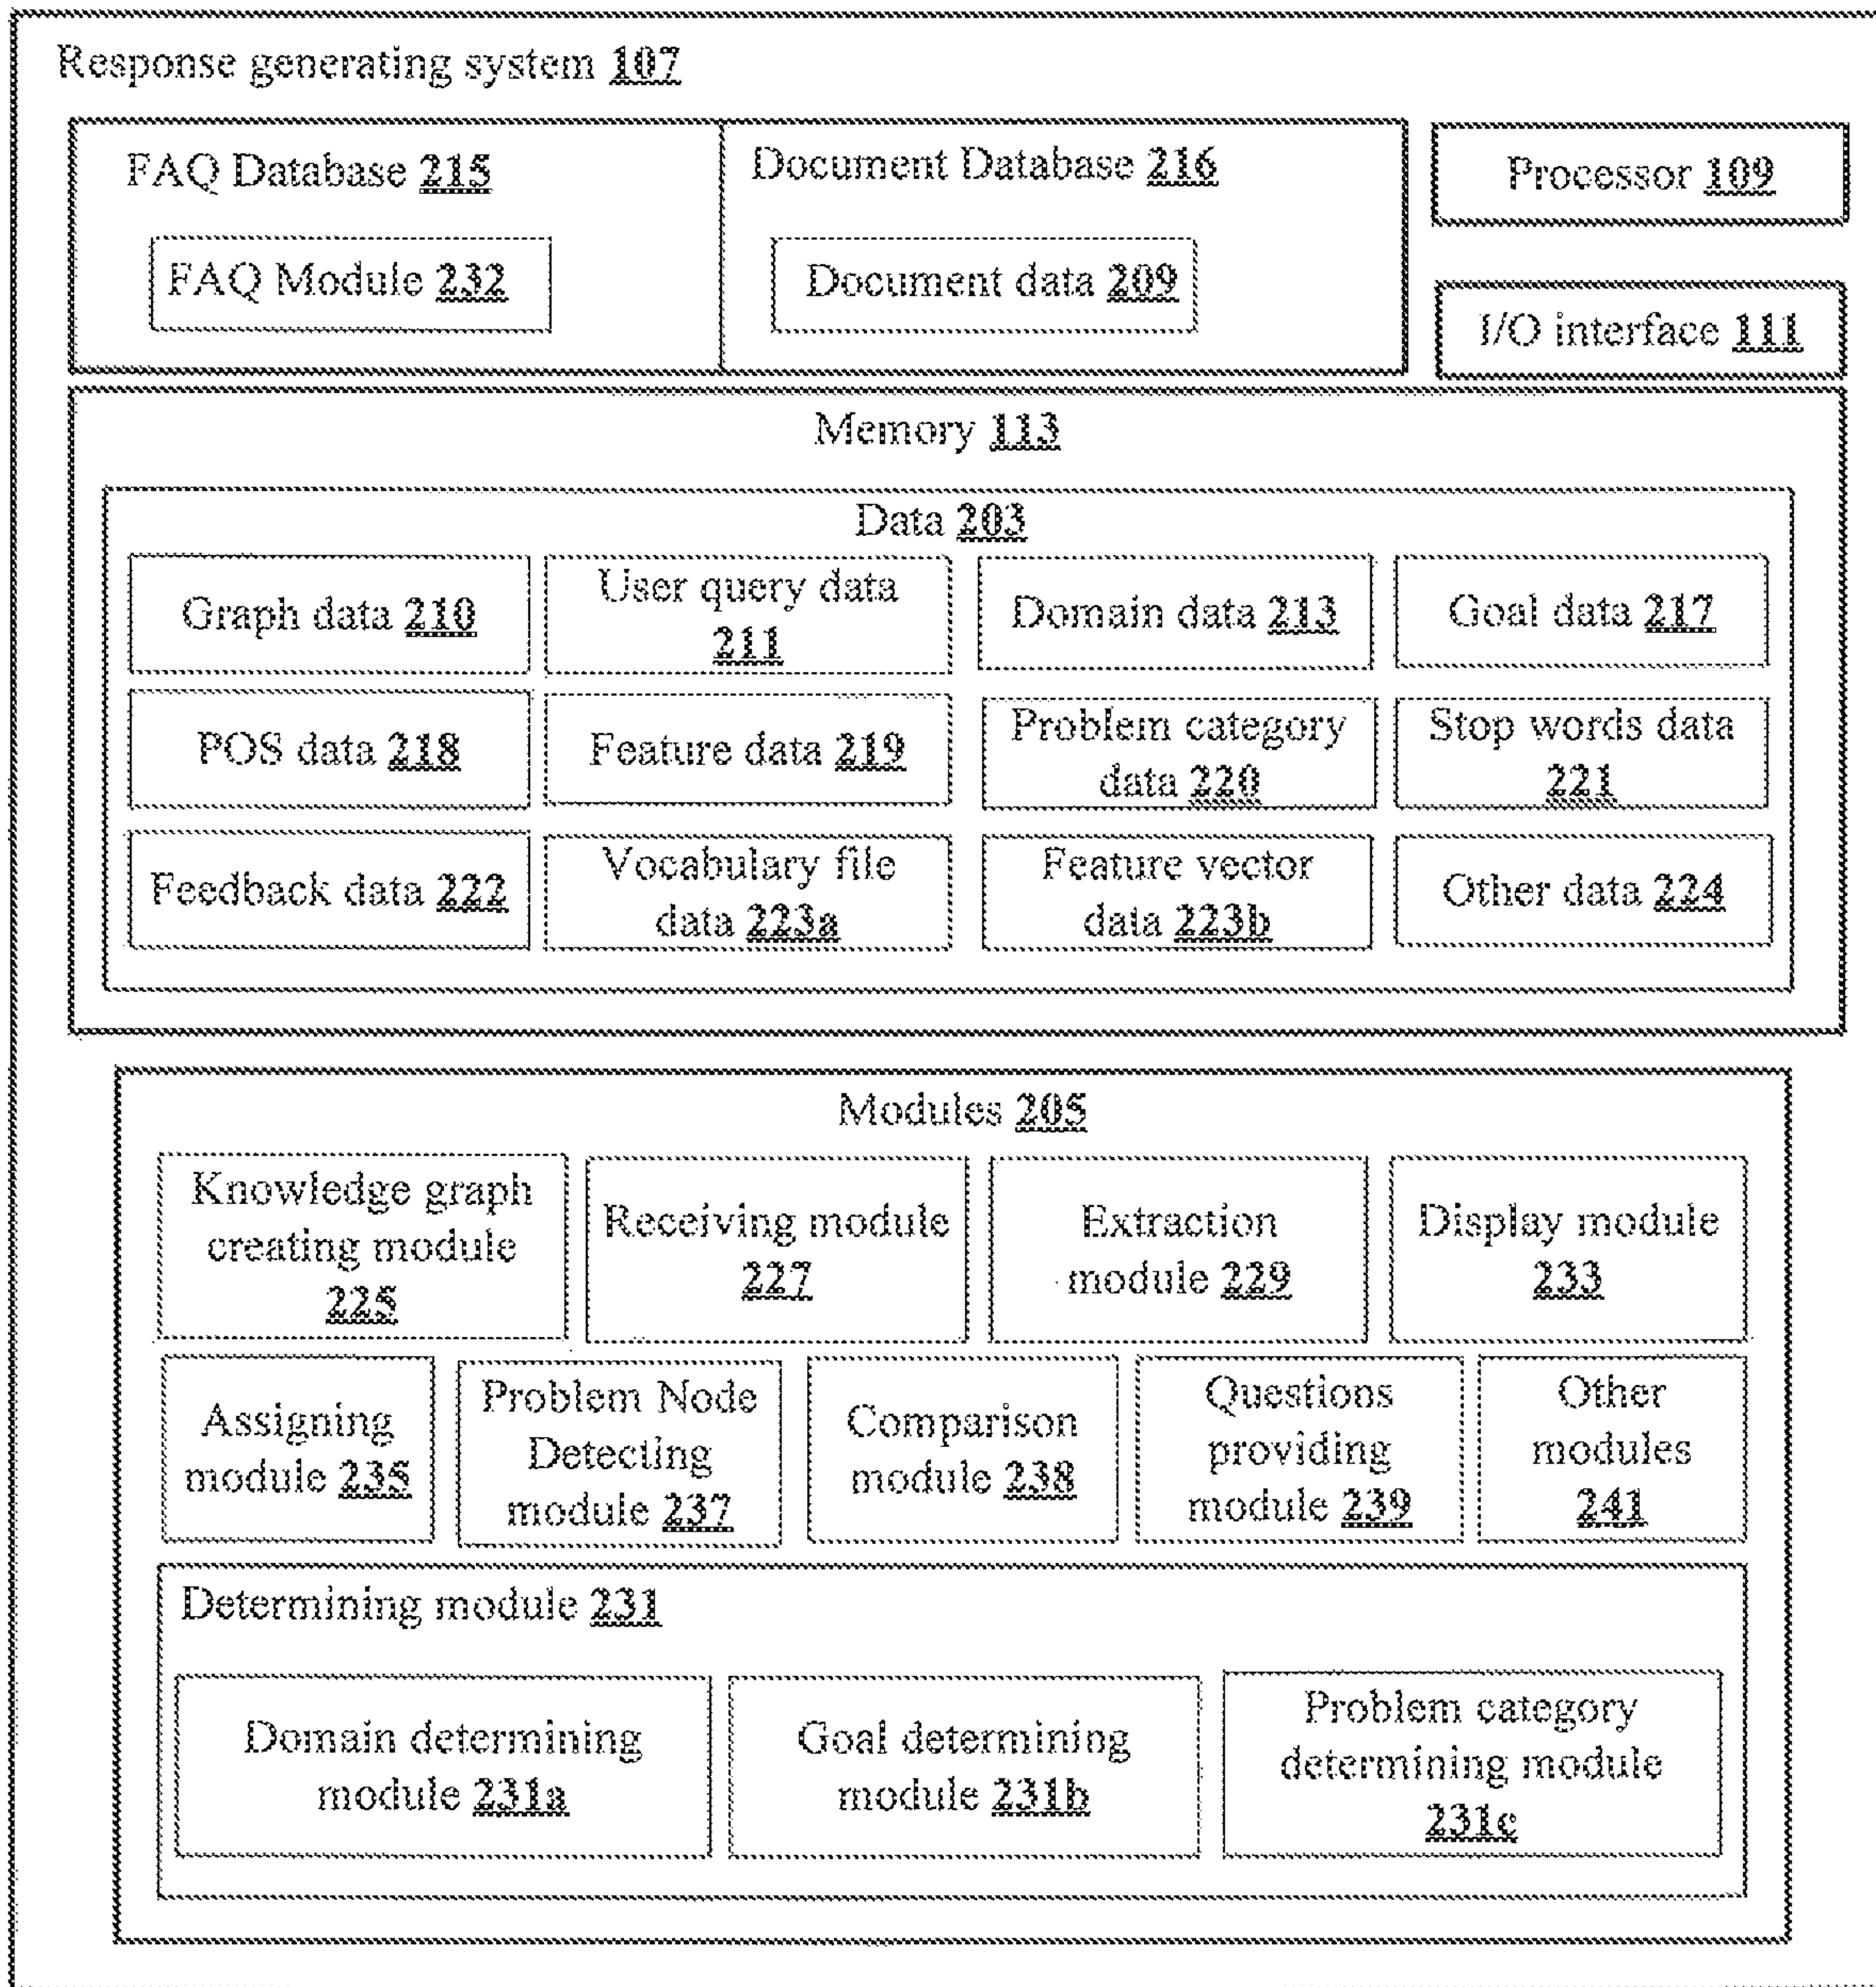 Response generating system 107
FAQ Database 215
Document Database 216
Processor 109
FAQ Module 232
Document data 209
I/O interface 111
Memory 113
Data 203
Graph data 210
User query data
211
Domain data 213
Goal data 217
POS data 218
Feature data 219
Problem category
data 220
Stop words data
221
Feedback data 222
Vocabulary file
data 223a
Feature vector
data 223b
Other data 224
Modules 205
Knowledge graph
creating module
225
Receiving module
227
Extraction
module 229
Display module
233
Assigning
module 235
Problem Node
Detecting
module 237
Comparison
module 238
Questions
providing
module 239
Other
modules
241
Determining module 231
Domain determining
module 231a
Goal determining
module 231b
Problem category
determining module
231c